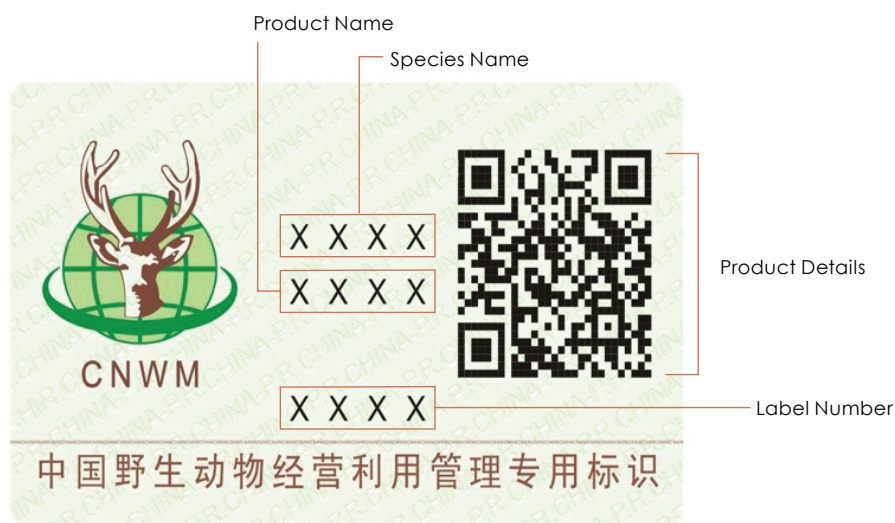 Product Name
Species Name
X X X X
X X X X
Product Details
CNWM
X X X X
Label Number
中国野生动物经营利用管理专用标识